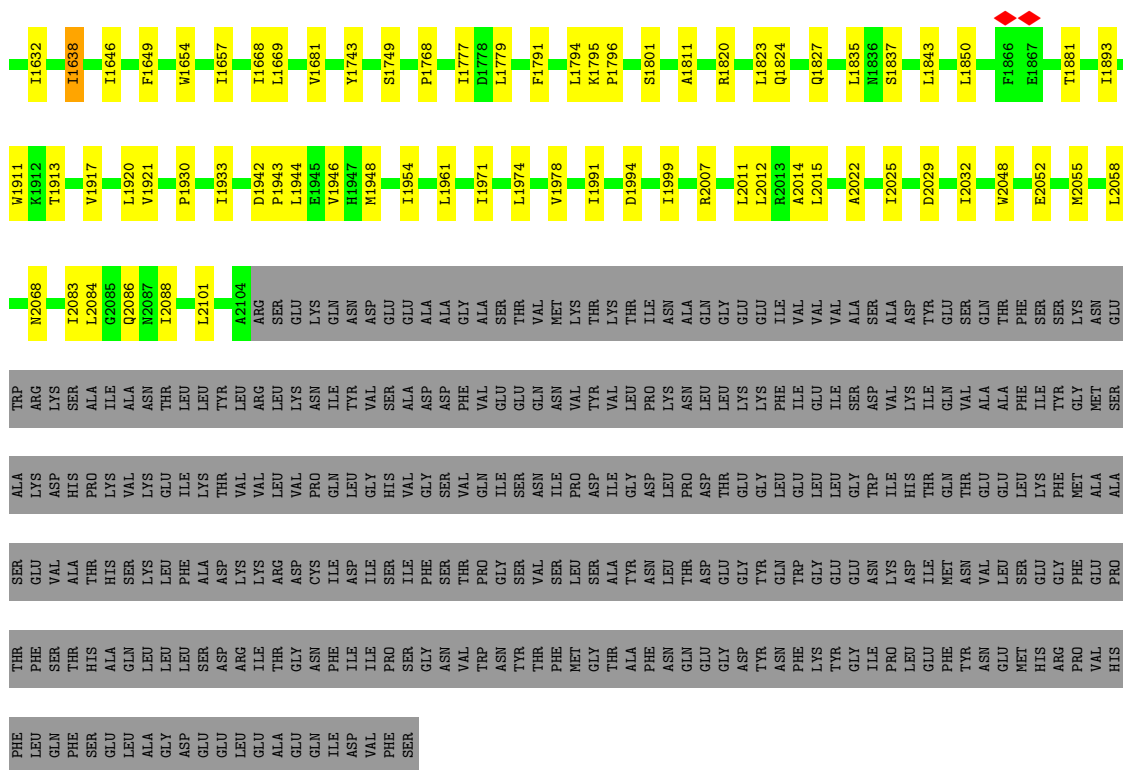 I1632 I1638 I1646 F1649 W1654 I1657 I1668 L1669 V1681 Y1743 S1749 P1768 I1777 D1778 L1779 F1791 L1794 K1795 P1796 S1801 A1811 R1820 L1823 Q1824 Q1827 L1835 N1836 S1837 L1843 L1850 F1866 E1867 T1881 I1893
W1911 K1912 T1913 V1917 L1920 V1921 P1930 I1933 D1942 P1943 L1944 E1945 V1946 H1947 M1948 I1954 L1961 I1971 L1974 V1978 I1991 D1994 I1999 R2007 L2011 L2012 R2013 A2014 L2015 A2022 I2025 D2029 I2032 W2048 E2052 M2055 L2058
N2068 I2083 L2084 G2085 Q2086 N2087 I2088 L2101 A2104 ARG SER GLU LYS GLN ASN ASP GLU GLU ALA ALA GLY ALA SER THR VAL MET LYS THR LYS THR ILE ASN ALA GLN GLY GLU GLU ILE VAL VAL VAL ALA SER ALA ASP TYR GLU SER GLN THR PHE SER SER LYS ASN GLU
TRP ARG LYS SER ALA ILE ALA ASN THR LEU LEU TYR LEU ARG LEU LYS ASN ILE TYR VAL SER ALA ASP ASP PHE VAL GLU GLU GLN ASN VAL TYR VAL LEU PRO LYS ASN LEU LEU LYS LYS PHE ILE GLU ILE SER ASP VAL LYS ILE GLN VAL ALA ALA PHE ILE TYR GLY MET SER
ALA LYS ASP HIS PRO LYS VAL LYS GLU ILE LYS THR VAL VAL LEU VAL PRO GLN LEU GLY HIS VAL GLY SER VAL GLN ILE SER ASN ILE PRO ASP ILE GLY ASP LEU PRO ASP THR GLU GLY LEU GLU LEU LEU GLY TRP ILE HIS THR GLN THR GLU GLU LEU LYS PHE MET ALA ALA
SER GLU VAL ALA THR HIS SER LYS LEU PHE ALA ASP LYS LYS ARG ASP CYS ILE ASP ILE SER ILE PHE SER THR PRO GLY SER VAL SER LEU SER ALA TYR ASN LEU THR ASP GLU GLY TYR GLN TRP GLY GLU GLU ASN LYS ASP ILE MET ASN VAL LEU SER GLU GLY PHE GLU PRO
THR PHE SER THR HIS ALA GLN LEU LEU LEU SER ASP ARG ILE THR GLY ASN PHE ILE ILE PRO SER GLY ASN VAL TRP ASN TYR THR PHE MET GLY THR ALA PHE ASN GLN GLU GLY ASP TYR ASN PHE LYS TYR GLY ILE PRO LEU GLU PHE TYR ASN GLU MET HIS ARG PRO VAL HIS
PHE LEU GLN PHE SER GLU LEU ALA GLY ASP GLU GLU LEU GLU ALA GLU GLN ILE ASP VAL PHE SER